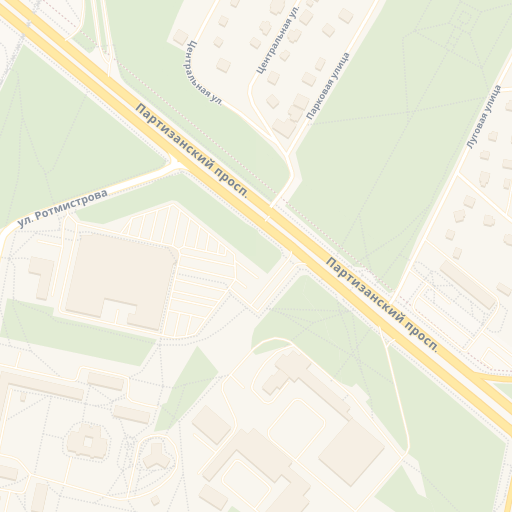 Центральная ул.
Центральная ул.
Парковая улица
Луговая улица
Партизанский просп.
ул. Ротмистрова
Партизанский просп.